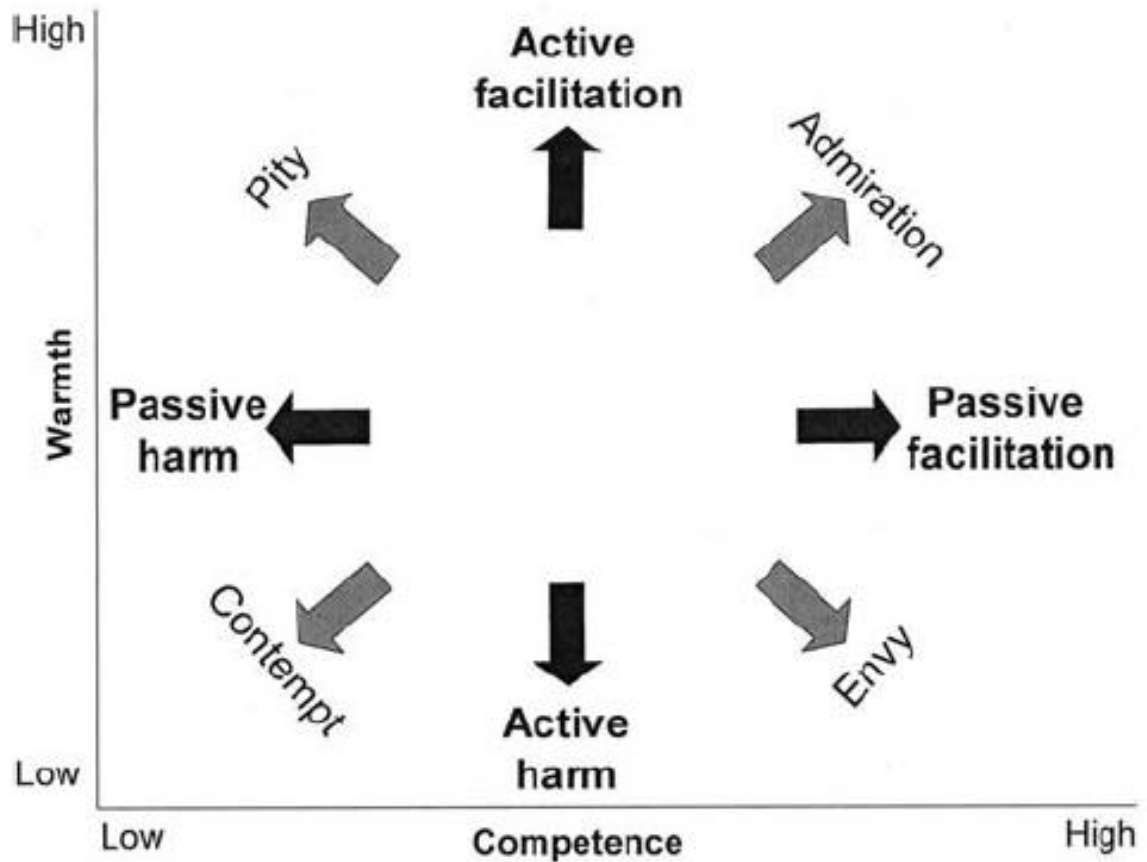 High
Active
facilitation
Pity
Admiration
Warmth
Passive
harm
Passive
facilitation
Contempt
Envy
Active
harm
Low
Low
Competence
High